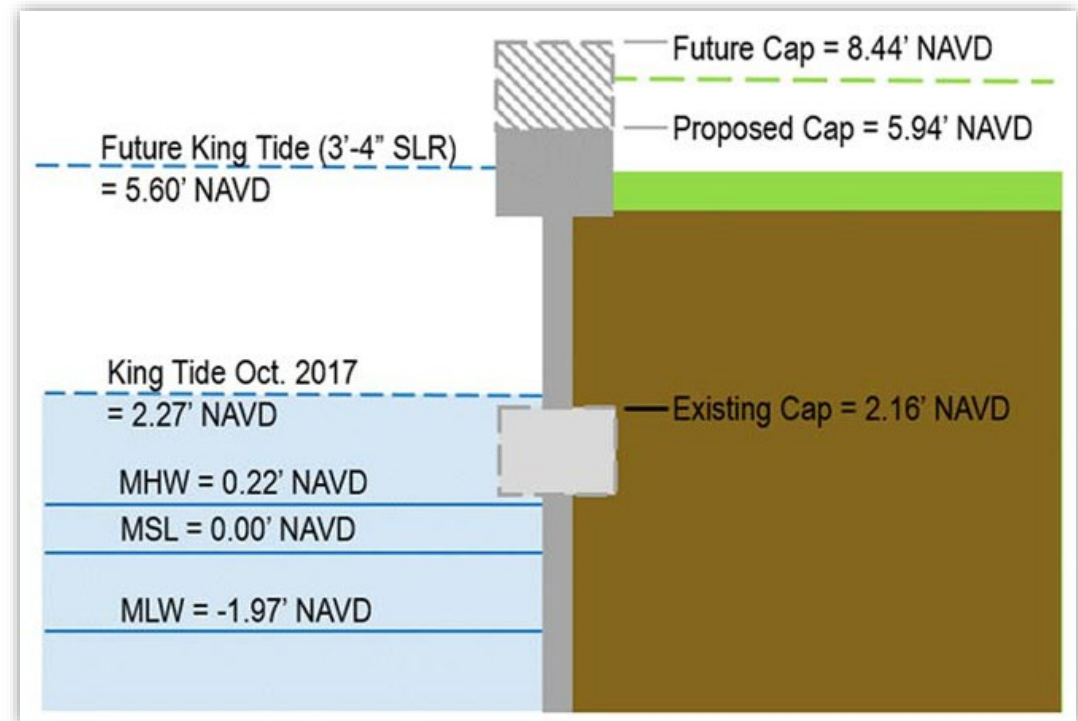 Future Cap = 8.44’ NAVD
Proposed Cap = 5.94’ NAVD
Future King Tide (3’-4” SLR)
= 5.60’ NAVD
King Tide Oct. 2017
= 2.27’ NAVD
Existing Cap = 2.16’ NAVD
MHW = 0.22’ NAVD
MSL = 0.00’ NAVD
MLW = -1.97’ NAVD